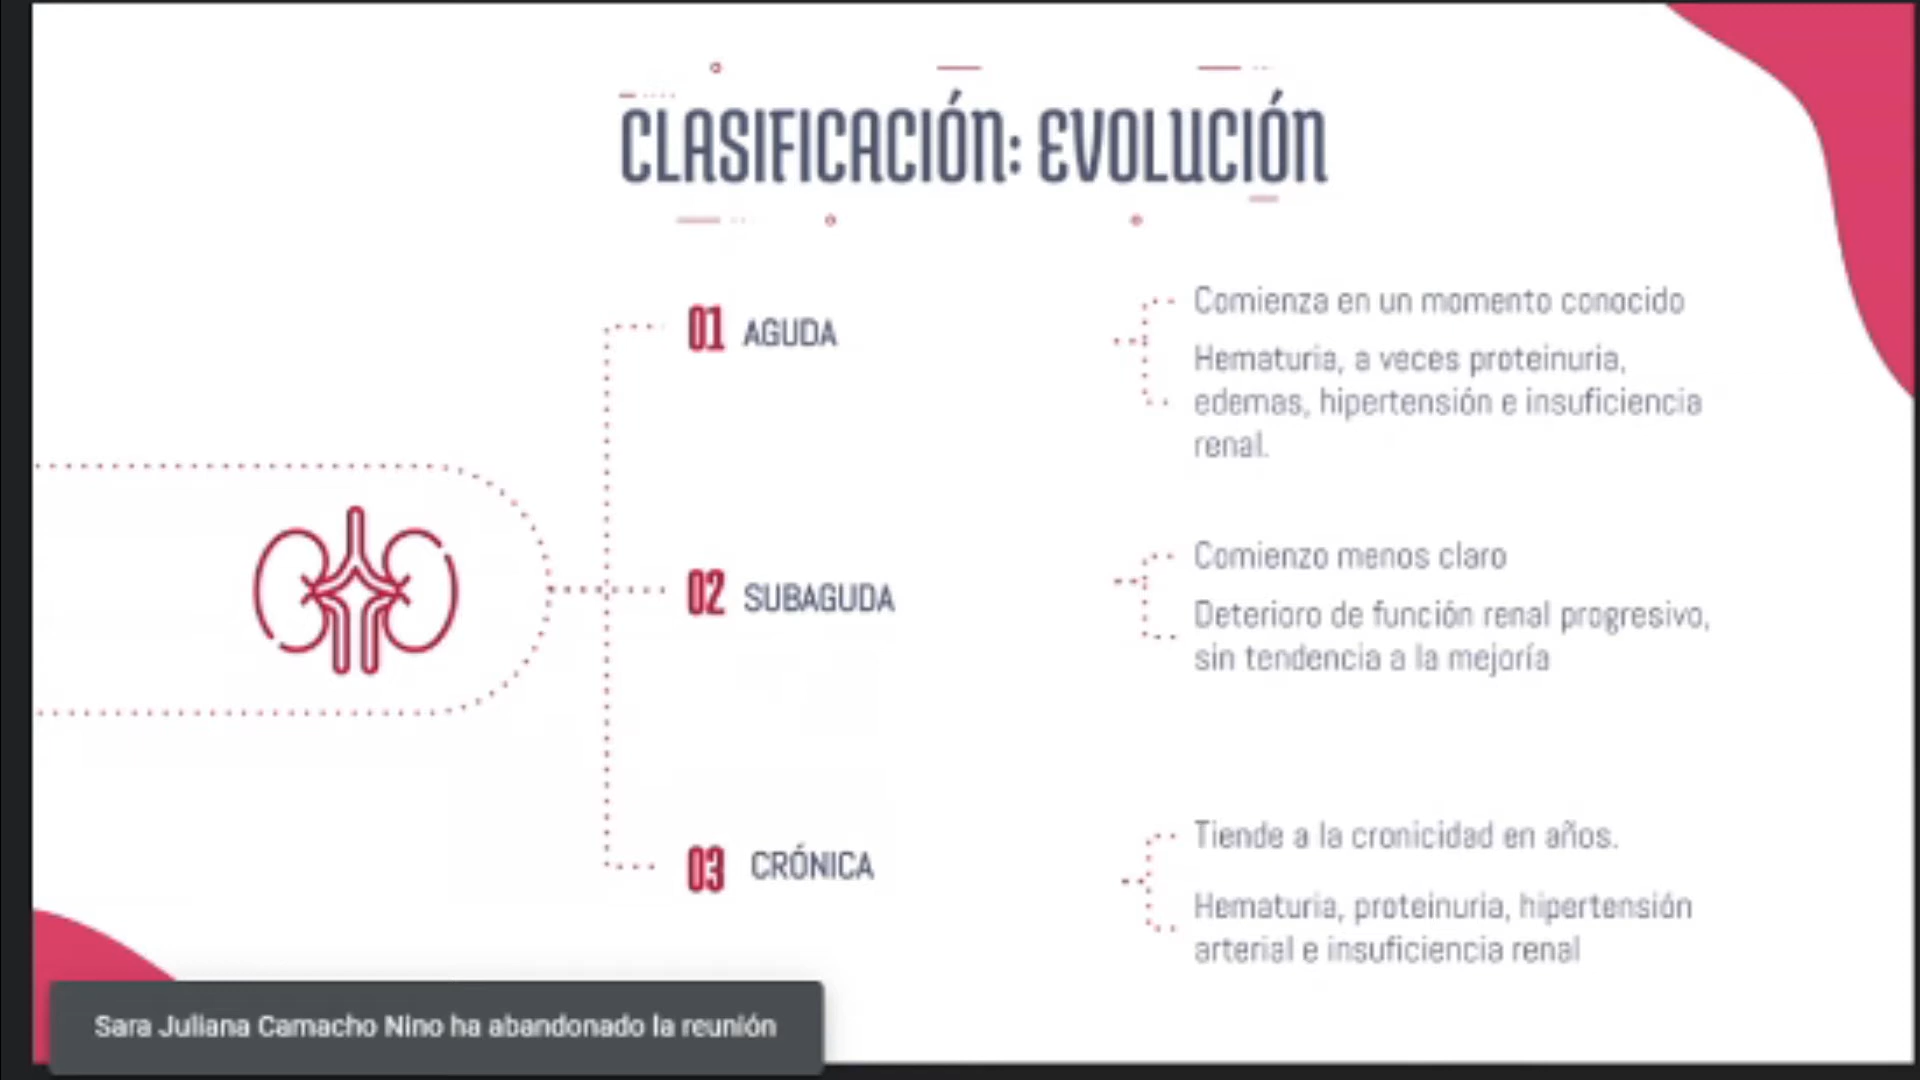 CLASIFICACIÓN: EVOLUCIÓN
01 AGUDA
Comienza en un momento conocido
Hematuria, a veces proteinuria,
edemas, hipertensión e insuficiencia
renal.
02 SUBAGUDA
Comienzo menos claro
Deterioro de función renal progresivo,
sin tendencia a la mejoría
03 CRÓNICA
Tiende a la cronicidad en años.
Hematuria, proteinuria, hipertensión
arterial e insuficiencia renal
Sara Juliana Camacho Nino ha abandonado la reunión